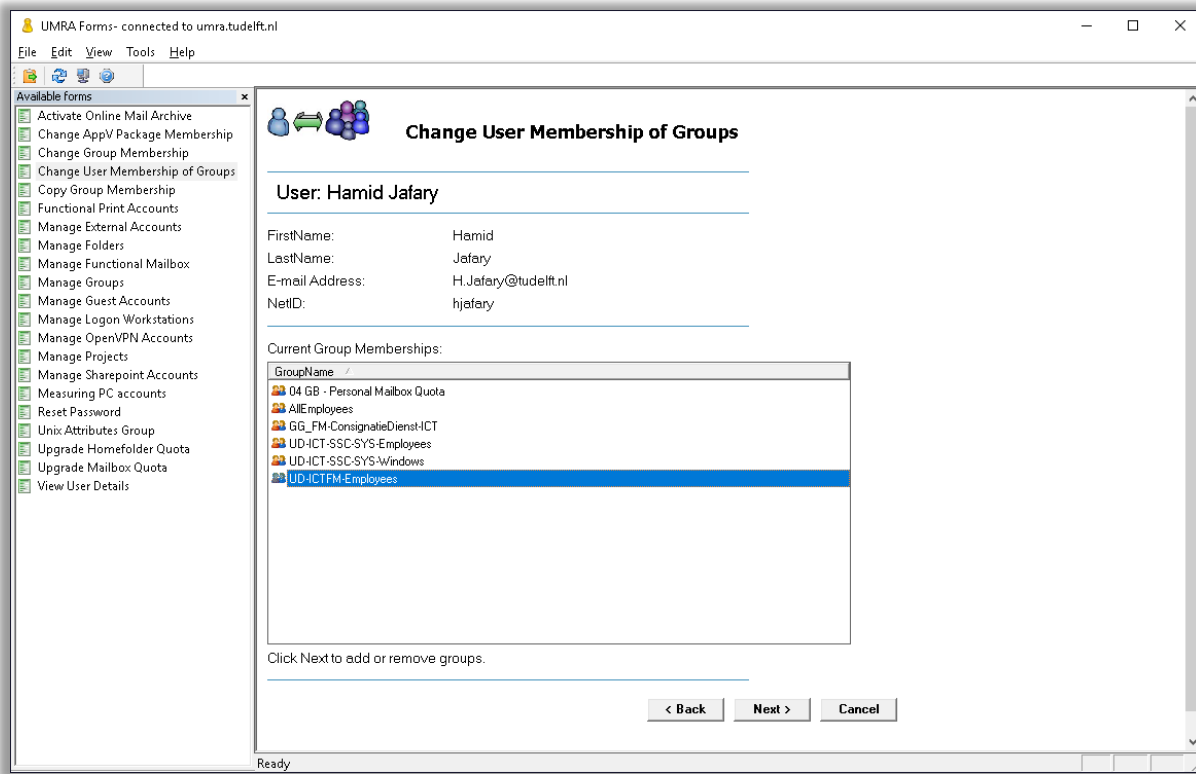 UMRA Forms- connected to umra.tudelft.nl
File Edit View Tools Help
Available forms
Activate Online Mail Archive
Change AppV Package Membership
Change Group Membership
Change User Membership of Groups
Copy Group Membership
Functional Print Accounts
Manage External Accounts
Manage Folders
Manage Functional Mailbox
Manage Groups
Manage Guest Accounts
Manage Logon Workstations
Manage OpenVPN Accounts
Manage Projects
Manage Sharepoint Accounts
Measuring PC accounts
Reset Password
Unix Attributes Group
Upgrade Homefolder Quota
Upgrade Mailbox Quota
View User Details
Change User Membership of Groups
User: Hamid Jafary
FirstName: Hamid
LastName: Jafary
E-mail Address: H.Jafary@tudelft.nl
NetID: hjafary
Current Group Memberships:
GroupName
04 GB - Personal Mailbox Quota
AllEmployees
GG_FM-ConsignatieDienst-ICT
UD-ICT-SSC-SYS-Employees
UD-ICT-SSC-SYS-Windows
UD-ICTFM-Employees
Click Next to add or remove groups.
< Back Next > Cancel
Ready